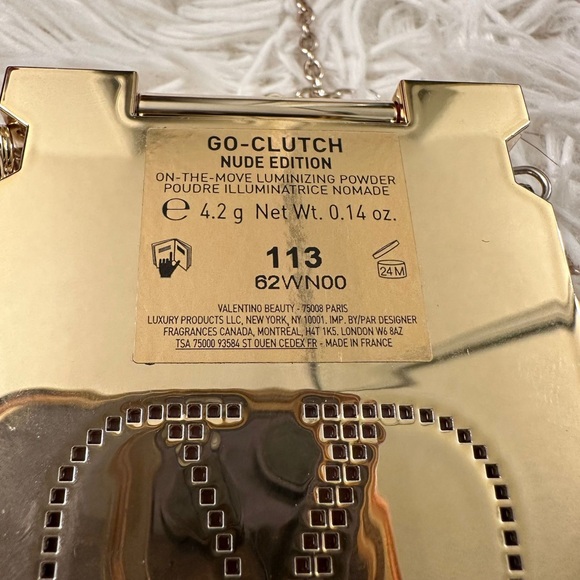 GO-CLUTCH
NUDE EDITION
ON-THE-MOVE LUMINIZING POWDER
POUDRE ILLUMINATRICE NOMADE
℮ 4.2 g Net Wt. 0.14 oz.
113
62WN00
24 M
VALENTINO BEAUTY - 75008 PARIS
LUXURY PRODUCTS LLC, NEW YORK, NY 10001. IMP. BY/PAR DESIGNER
FRAGRANCES CANADA, MONTRÉAL, H4T 1K5. LONDON W6 8AZ
TSA 75000 93584 ST OUEN CEDEX FR - MADE IN FRANCE